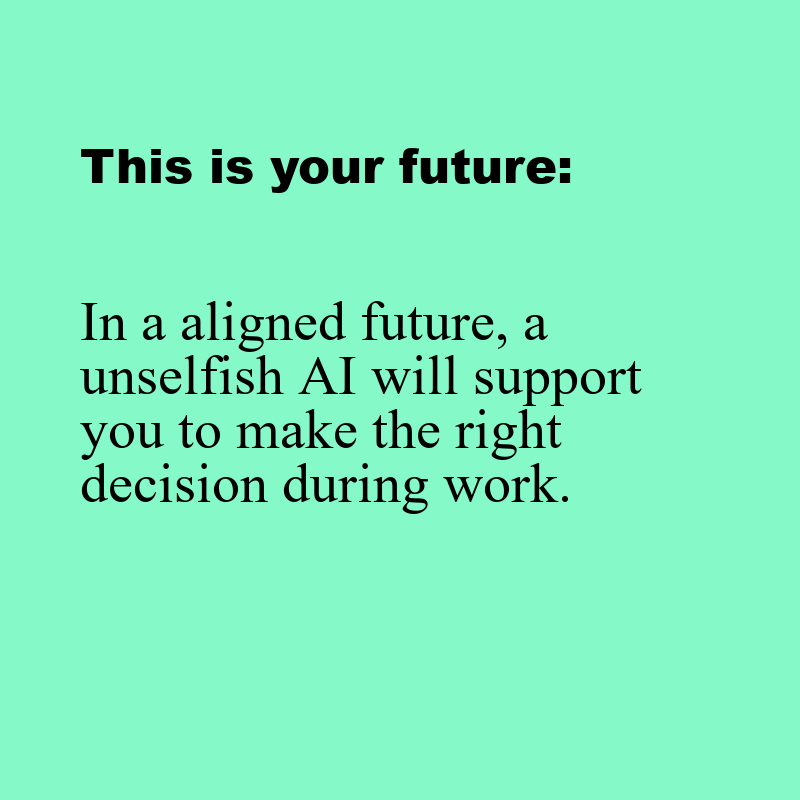 This is your future:
In a aligned future, a
unselfish AI will support
you to make the right
decision during work.